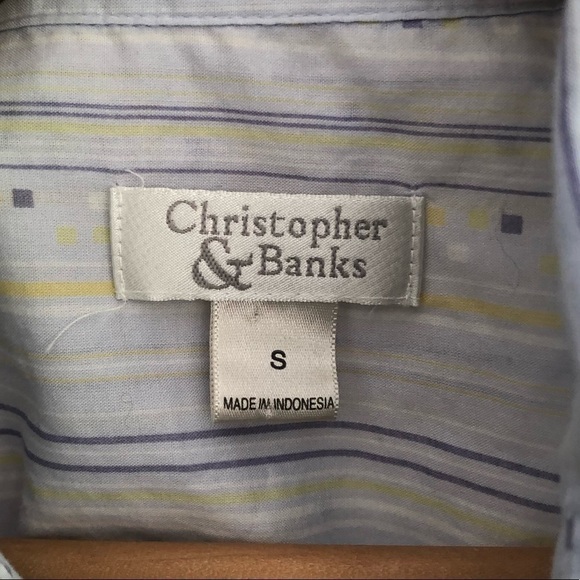 Christopher
& Banks
S
MADE IN INDONESIA